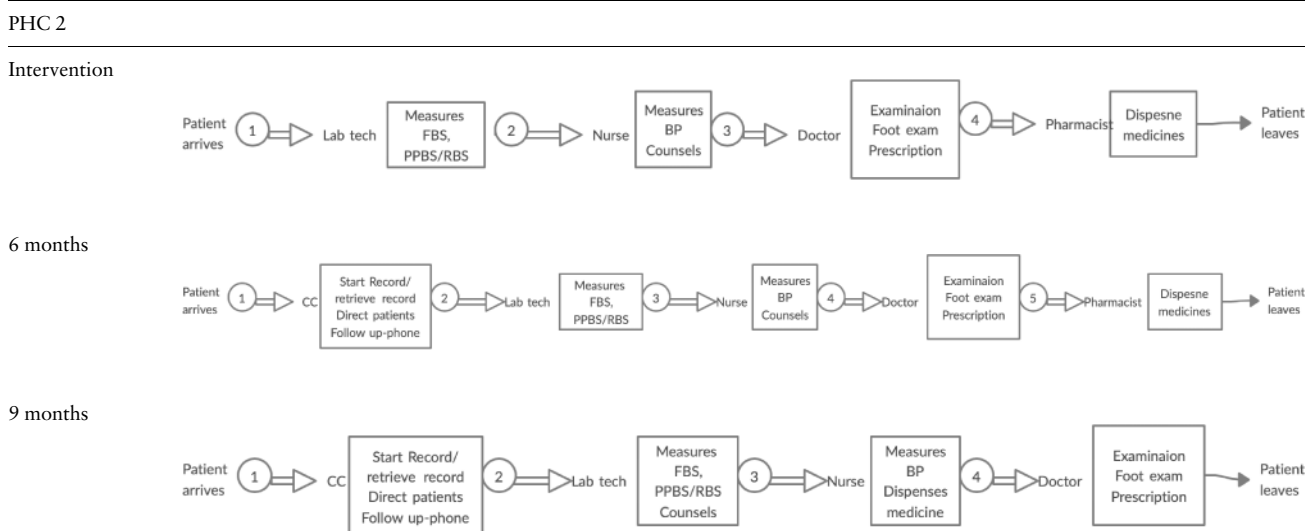 PHC 2
Intervention
Patient
arrives
1
Lab tech
Measures
FBS,
PPBS/RBS
2
Nurse
Measures
BP
Counsels
3
Doctor
Examinaion
Foot exam
Prescription
4
Pharmacist
Dispesne
medicines
Patient
leaves
6 months
Patient
arrives
1
CC
Start Record/
retrieve record
Direct patients
Follow up-phone
2
Lab tech
Measures
FBS,
PPBS/RBS
3
Nurse
Measures
BP
Counsels
4
Doctor
Examinaion
Foot exam
Prescription
5
Pharmacist
Dispesne
medicines
Patient
leaves
9 months
Patient
arrives
1
CC
Start Record/
retrieve record
Direct patients
Follow up-phone
2
Lab tech
Measures
FBS,
PPBS/RBS
Counsels
3
Nurse
Measures
BP
Dispenses
medicine
4
Doctor
Examinaion
Foot exam
Prescription
Patient
leaves